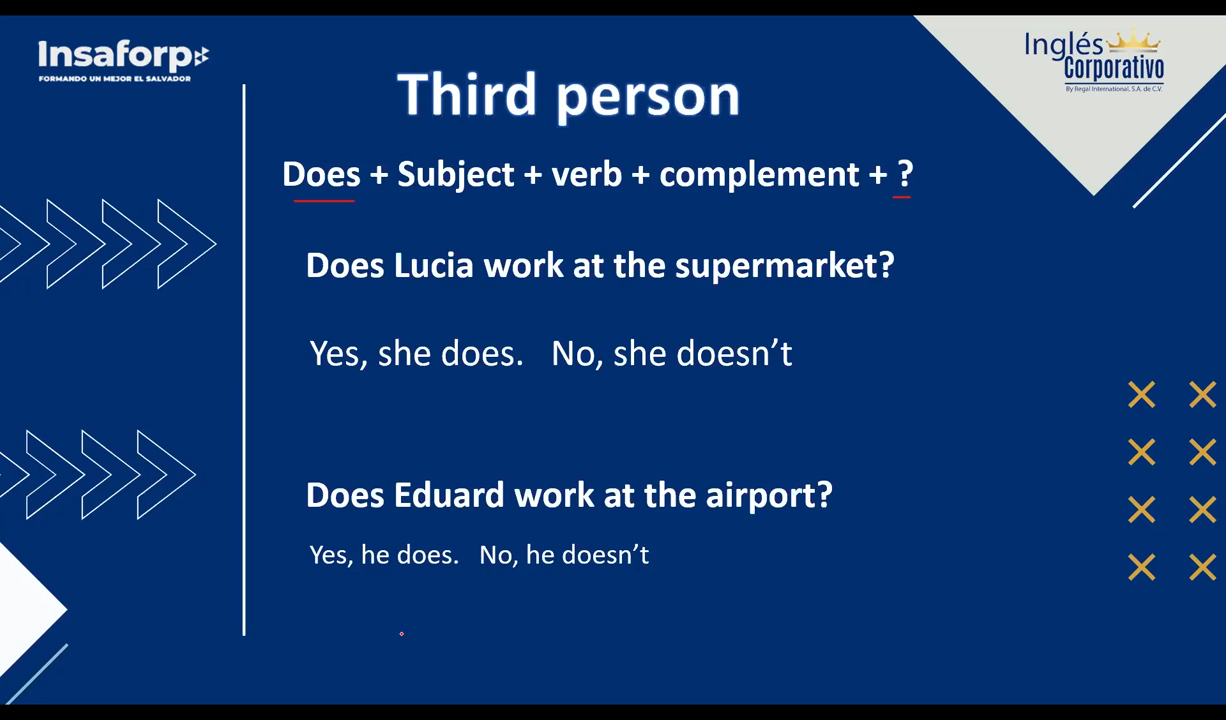 Insaforp
FORMANDO UN MEJOR EL SALVADOR
Inglés
Corporativo
By Regal International, S.A. de C.V.
Third person
Does + Subject + verb + complement + ?
Does Lucia work at the supermarket?
Yes, she does. No, she doesn’t
Does Eduard work at the airport?
Yes, he does. No, he doesn’t